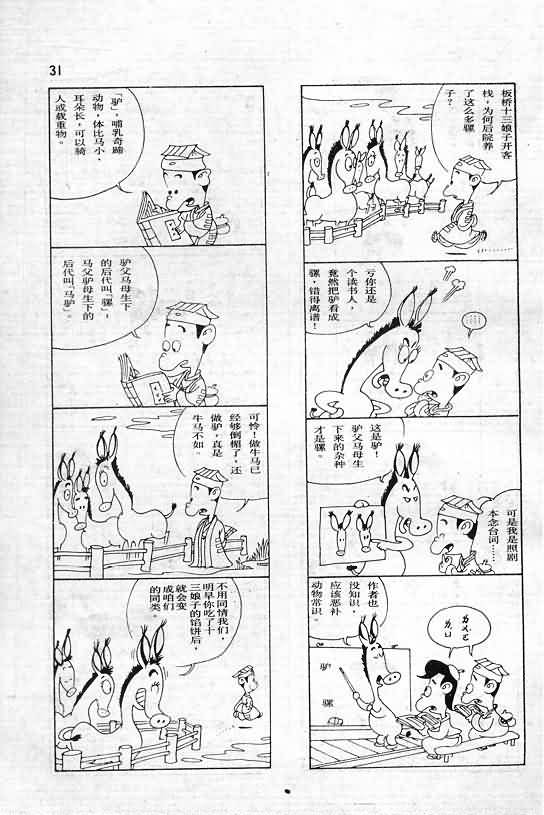 31
板桥十三娘子开客
栈，为何后院养
了这么多骡
子？
亏你还是
个读书人，
竟然把驴看成
骡，错得离谱！
……
这是驴！
驴父马母生
下来的杂种
才是骡。
可是我是照剧
本念台词……
作者也
没知识，
应该恶补
动物常识。
驴
骡
ㄌㄨㄛˊ
ㄌㄩˊ
「驴」，哺乳奇蹄
动物，体比马小，
耳朵长，可以骑
人或载重物。
驴父马母生下
的后代叫「骡」，
马父驴母生下的
后代叫「马驴」。
可怜！做牛马已
经够倒楣了，还
做驴，真是
牛马不如。
不用同情我们，
明早你吃了十
三娘子的馅饼后，
就会变
成咱们
的同类。